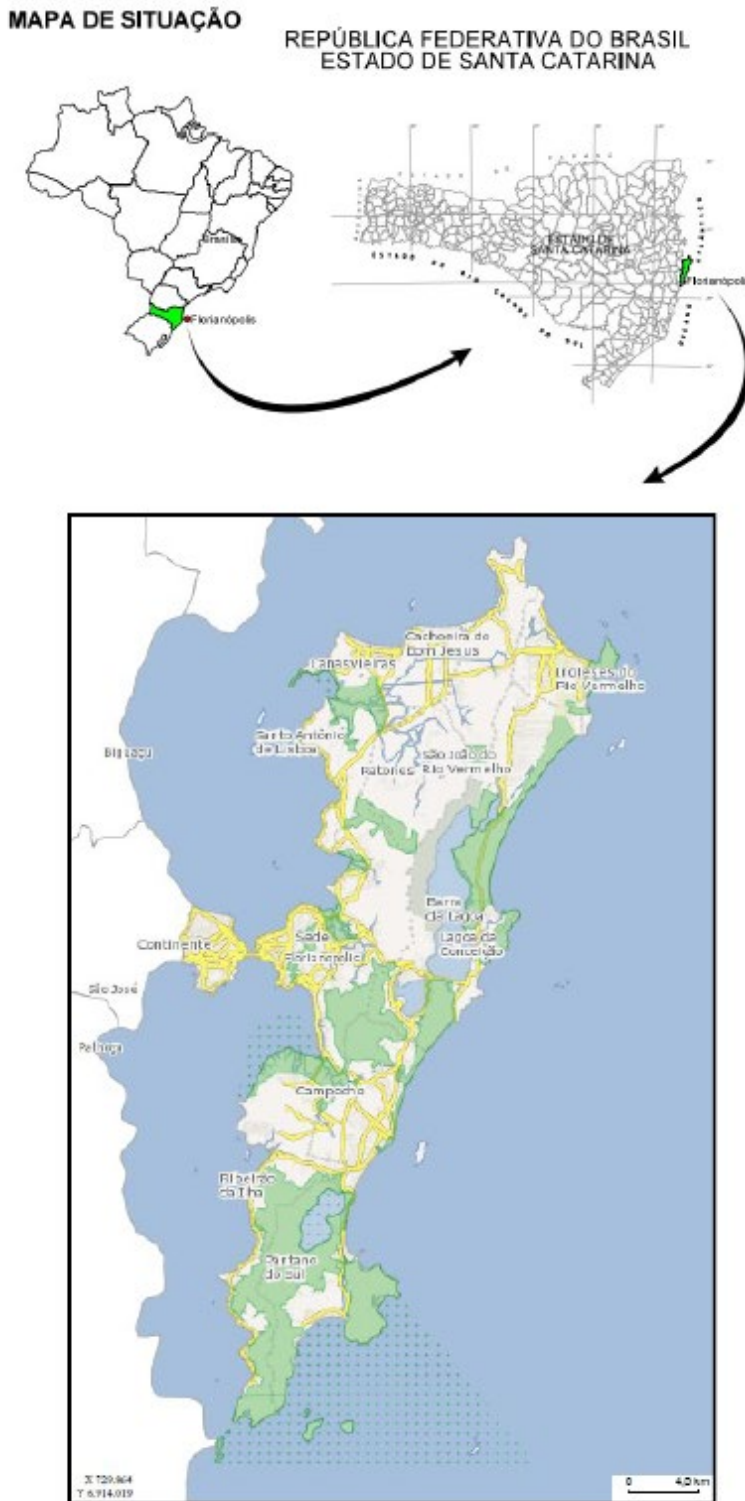 MAPA DE SITUAÇÃO
REPÚBLICA FEDERATIVA DO BRASIL
ESTADO DE SANTA CATARINA
Brasília
Florianópolis
ESTADO DE
SANTA CATARINA
Florianópolis
Cachoeira do
Bom Jesus
Canasvieiras
Ingleses do
Rio Vermelho
Santo Antônio
de Lisboa
Biguaçu
Ratones
São João do
Rio Vermelho
Barra
da Lagoa
Continente
Sede
Florianópolis
Lagoa da
Conceição
São José
Palhoça
Campeche
Ribeirão
da Ilha
Pântano
do Sul
X 729.864
Y 6.914.019
0 4,0 km